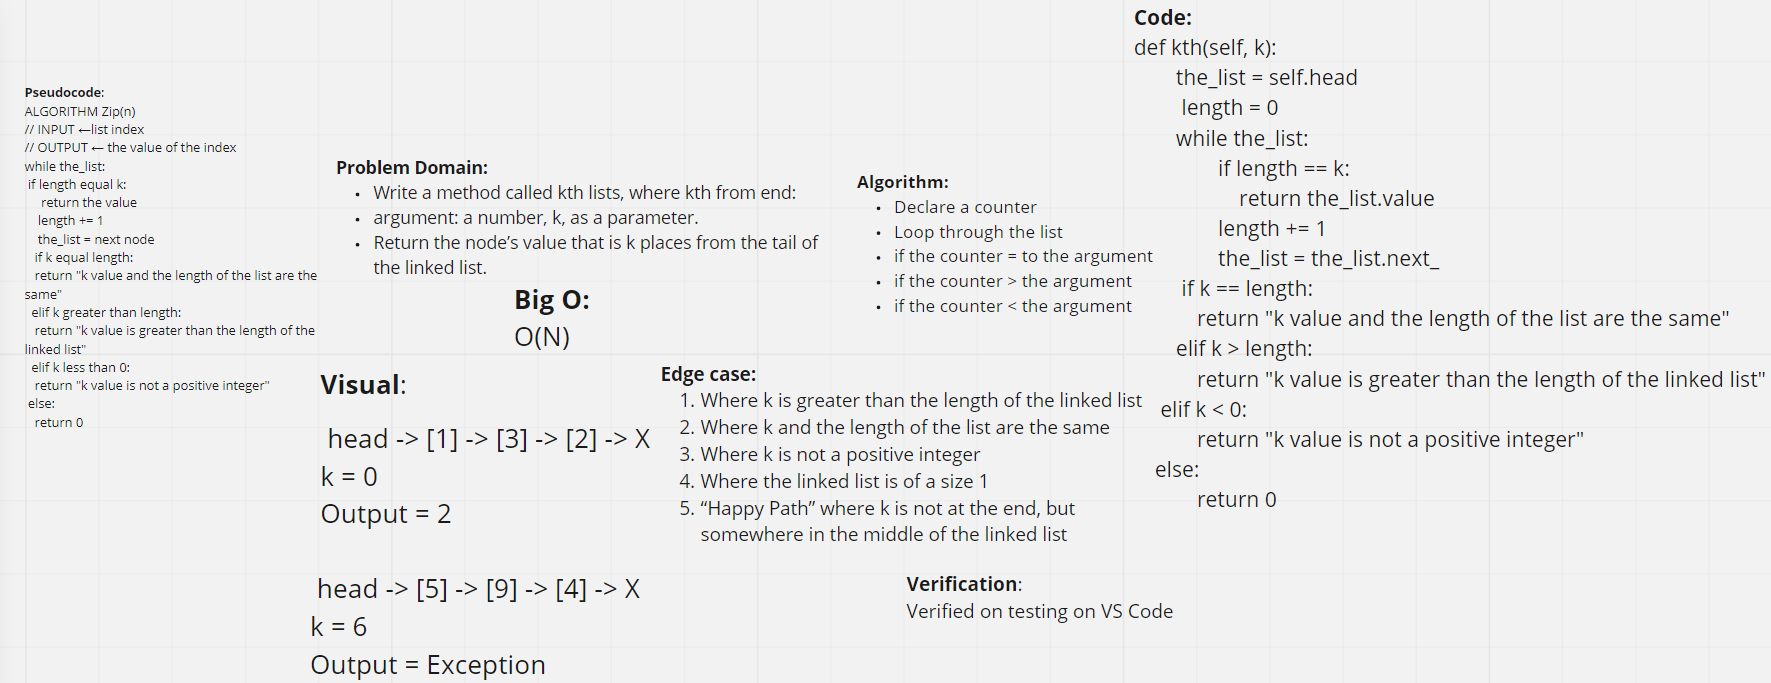 Pseudocode:
ALGORITHM Zip(n)
// INPUT ←list index
// OUTPUT ← the value of the index
while the_list:
if length equal k:
return the value
length += 1
the_list = next node
if k equal length:
return "k value and the length of the list are the
same"
elif k greater than length:
return "k value is greater than the length of the
linked list"
elif k less than 0:
return "k value is not a positive integer"
else:
return 0
Problem Domain:
• Write a method called kth lists, where kth from end:
• argument: a number, k, as a parameter.
• Return the node’s value that is k places from the tail of
the linked list.
Big O:
O(N)
Visual:
head -> [1] -> [3] -> [2] -> X
k = 0
Output = 2
head -> [5] -> [9] -> [4] -> X
k = 6
Output = Exception
Algorithm:
• Declare a counter
• Loop through the list
• if the counter = to the argument
• if the counter > the argument
• if the counter < the argument
Edge case:
1. Where k is greater than the length of the linked list
2. Where k and the length of the list are the same
3. Where k is not a positive integer
4. Where the linked list is of a size 1
5. “Happy Path” where k is not at the end, but
somewhere in the middle of the linked list
Verification:
Verified on testing on VS Code
Code:
def kth(self, k):
the_list = self.head
length = 0
while the_list:
if length == k:
return the_list.value
length += 1
the_list = the_list.next_
if k == length:
return "k value and the length of the list are the same"
elif k > length:
return "k value is greater than the length of the linked list"
elif k < 0:
return "k value is not a positive integer"
else:
return 0